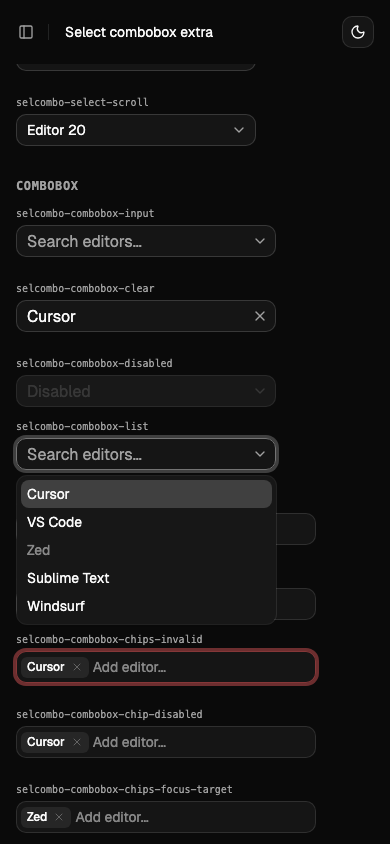 Select combobox extra
selcombo-select-scroll
Editor 20
COMBOBOX
selcombo-combobox-input
Search editors...
selcombo-combobox-clear
Cursor
selcombo-combobox-disabled
Disabled
selcombo-combobox-list
Search editors...
Cursor
VS Code
Zed
Sublime Text
Windsurf
selcombo-combobox-chips-invalid
Cursor Add editor...
selcombo-combobox-chip-disabled
Cursor Add editor...
selcombo-combobox-chips-focus-target
Zed Add editor...